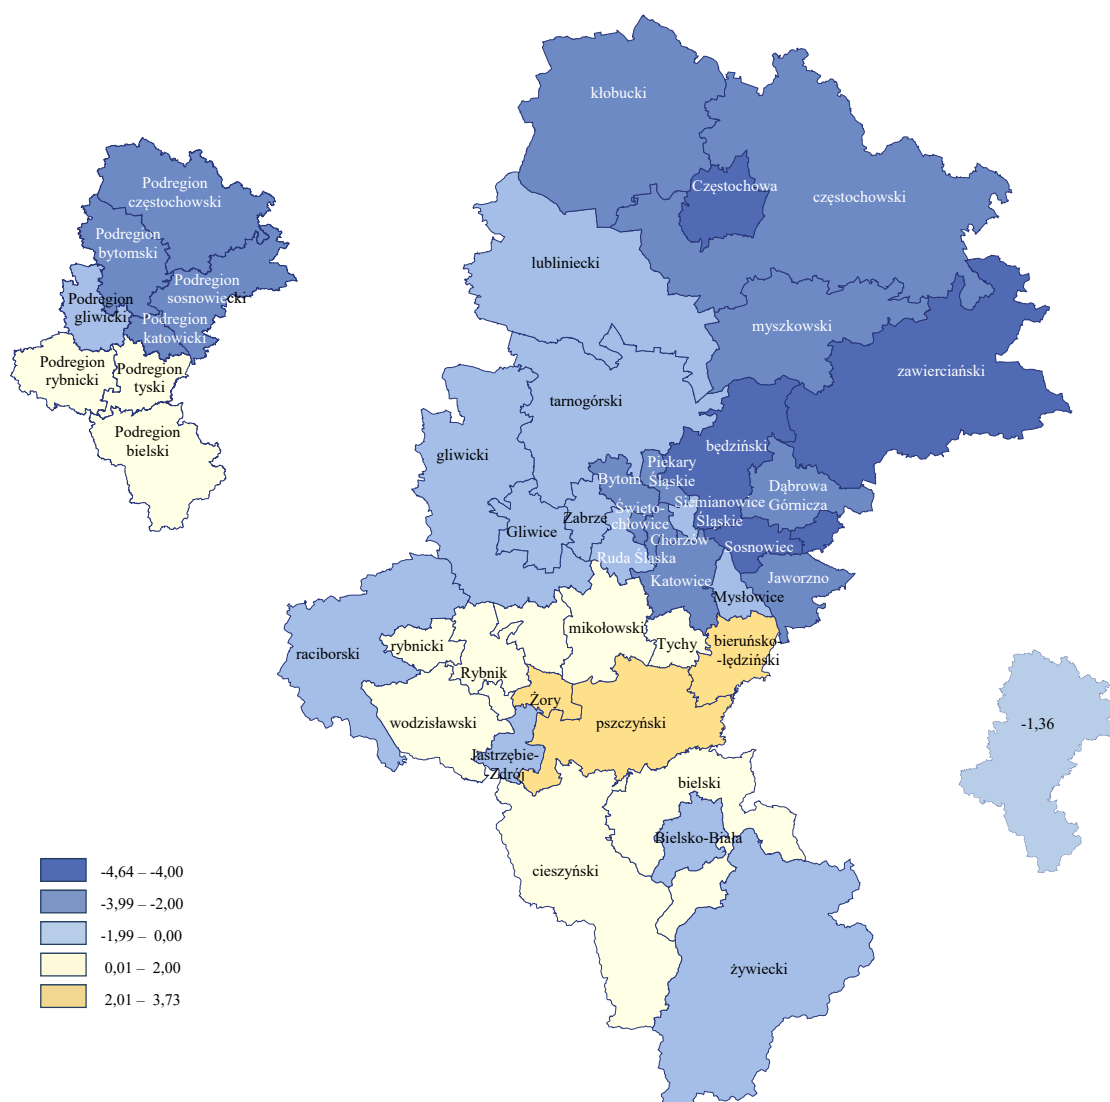 kłobucki
Podregion
częstochowski
Częstochowa
częstochowski
Podregion
bytomski
lubliniecki
Podregion
sosnowiecki
Podregion
gliwicki
Podregion
katowicki
myszkowski
Podregion
rybnicki
Podregion
tyski
zawierciański
tarnogórski
Podregion
bielski
będziński
gliwicki
Piekary
Śląskie
Bytom
Dąbrowa
Górnicza
Siemianowice
Śląskie
Święto-
chłowice
Zabrze
Gliwice
Chorzów
Sosnowiec
Ruda Śląska
Katowice
Jaworzno
Mysłowice
mikołowski
rybnicki
Tychy
bieruńsko-
-lędziński
raciborski
Rybnik
Żory
wodzisławski
pszczyński
-1,36
Jastrzębie-
-Zdrój
bielski
Bielsko-Biała
cieszyński
żywiecki
-4,64 – -4,00
-3,99 – -2,00
-1,99 – 0,00
0,01 – 2,00
2,01 – 3,73